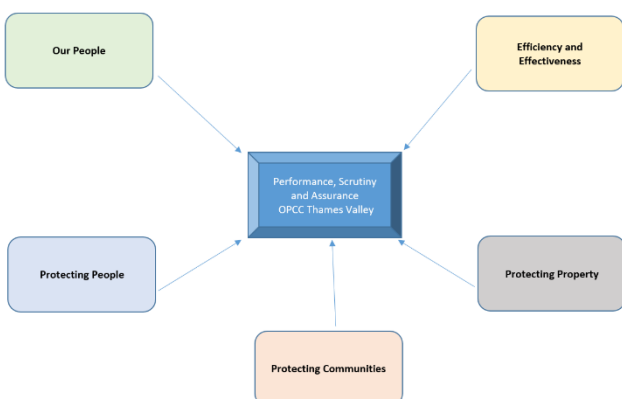 Our People
Efficiency and
Effectiveness
Performance, Scrutiny
and Assurance
OPCC Thames Valley
Protecting People
Protecting Property
Protecting Communities